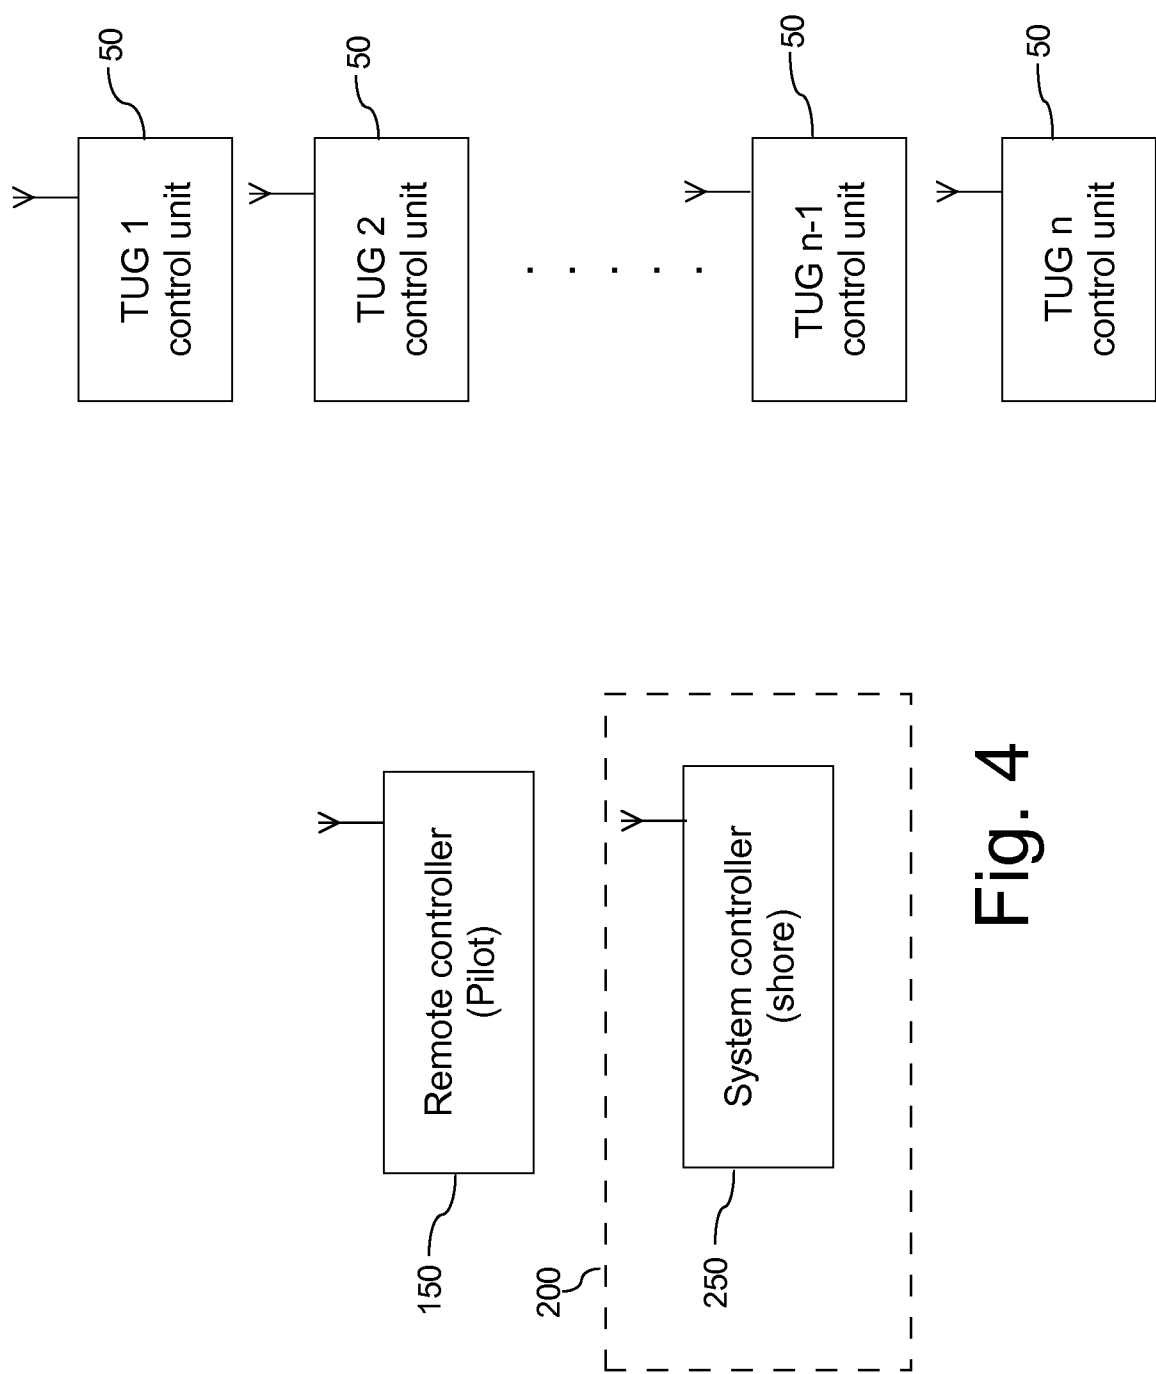 50
TUG 1
control unit
50
TUG 2
control unit
50
TUG n-1
control unit
50
TUG n
control unit
150
Remote controller
(Pilot)
200
250
System controller
(shore)
Fig. 4